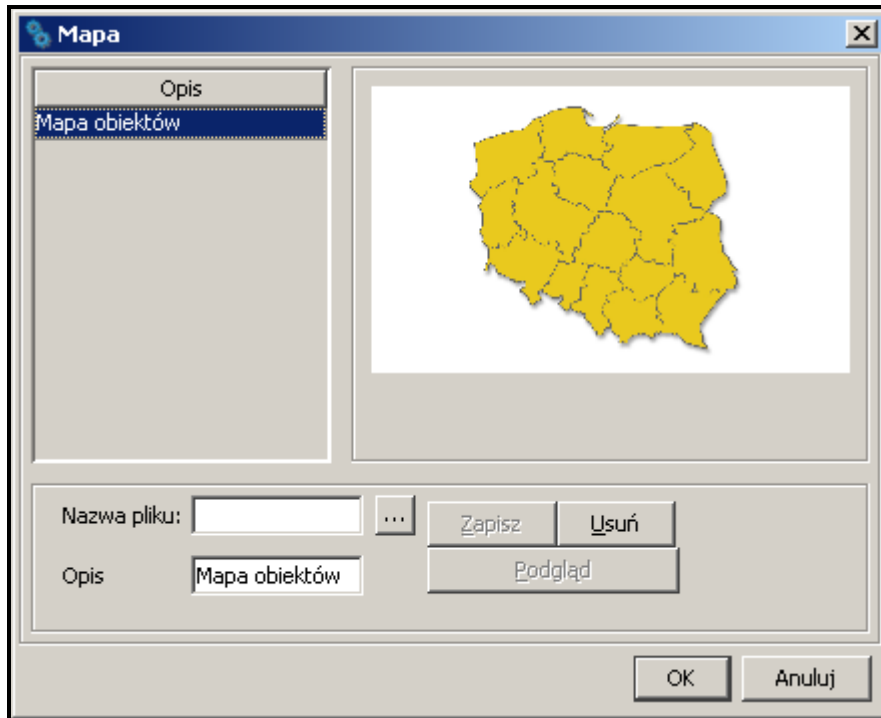 Mapa
Opis
Mapa obiektów
Nazwa pliku:
...
Zapisz
Usuń
Opis
Mapa obiektów
Podgląd
OK
Anuluj